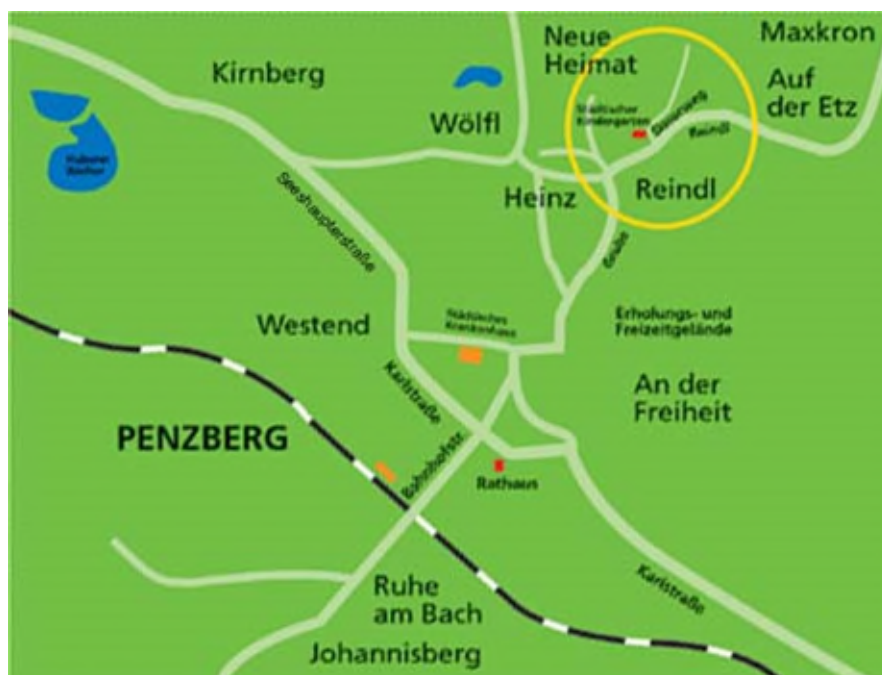 Neue
Heimat
Maxkron
Kirnberg
Auf
der Etz
Städtischer
Kindergarten
Wölfl
Reindl
Heinz
Reindl
Seeshaupterstraße
Grube
Westend
Städtisches
Krankenhaus
Erholungs- und
Freizeitgelände
An der
Freiheit
Karlstraße
PENZBERG
Bahnhofstr.
Rathaus
Karlstraße
Ruhe
am Bach
Johannisberg